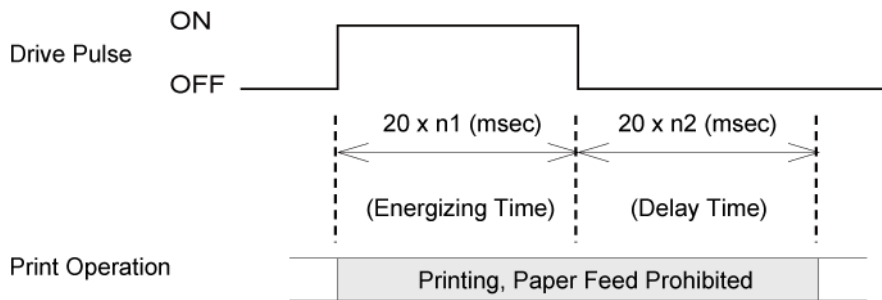 ON
Drive Pulse
OFF
20 x n1 (msec) 20 x n2 (msec)
(Energizing Time) (Delay Time)
Print Operation
Printing, Paper Feed Prohibited